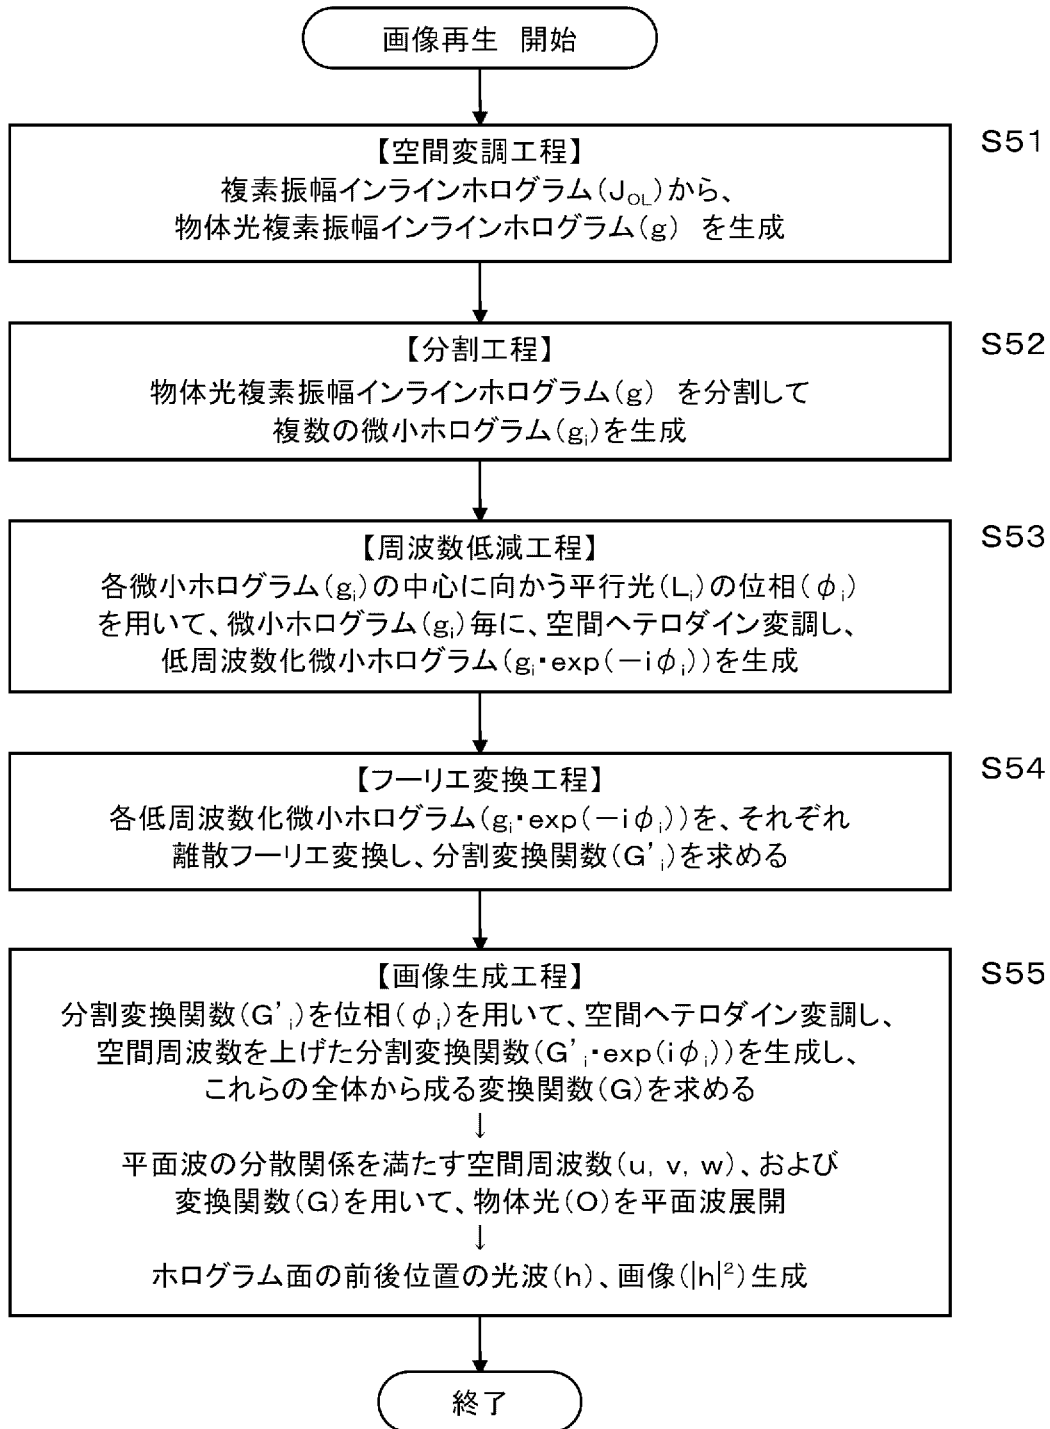 画像再生　開始
S51
【空間変調工程】
複素振幅インラインホログラム(J_OL)から、
物体光複素振幅インラインホログラム(g)　を生成
S52
【分割工程】
物体光複素振幅インラインホログラム(g)　を分割して
複数の微小ホログラム(g_i)を生成
S53
【周波数低減工程】
各微小ホログラム(g_i)の中心に向かう平行光(L_i)の位相(φ_i)
を用いて、微小ホログラム(g_i)毎に、空間ヘテロダイン変調し、
低周波数化微小ホログラム(g_i・exp(−iφ_i))を生成
S54
【フーリエ変換工程】
各低周波数化微小ホログラム(g_i・exp(−iφ_i))を、それぞれ
離散フーリエ変換し、分割変換関数(G'_i)を求める
S55
【画像生成工程】
分割変換関数(G'_i)を位相(φ_i)を用いて、空間ヘテロダイン変調し、
空間周波数を上げた分割変換関数(G'_i・exp(iφ_i))を生成し、
これらの全体から成る変換関数(G)を求める
↓
平面波の分散関係を満たす空間周波数(u, v, w)、および
変換関数(G)を用いて、物体光(O)を平面波展開
↓
ホログラム面の前後位置の光波(h)、画像(|h|²)生成
終了